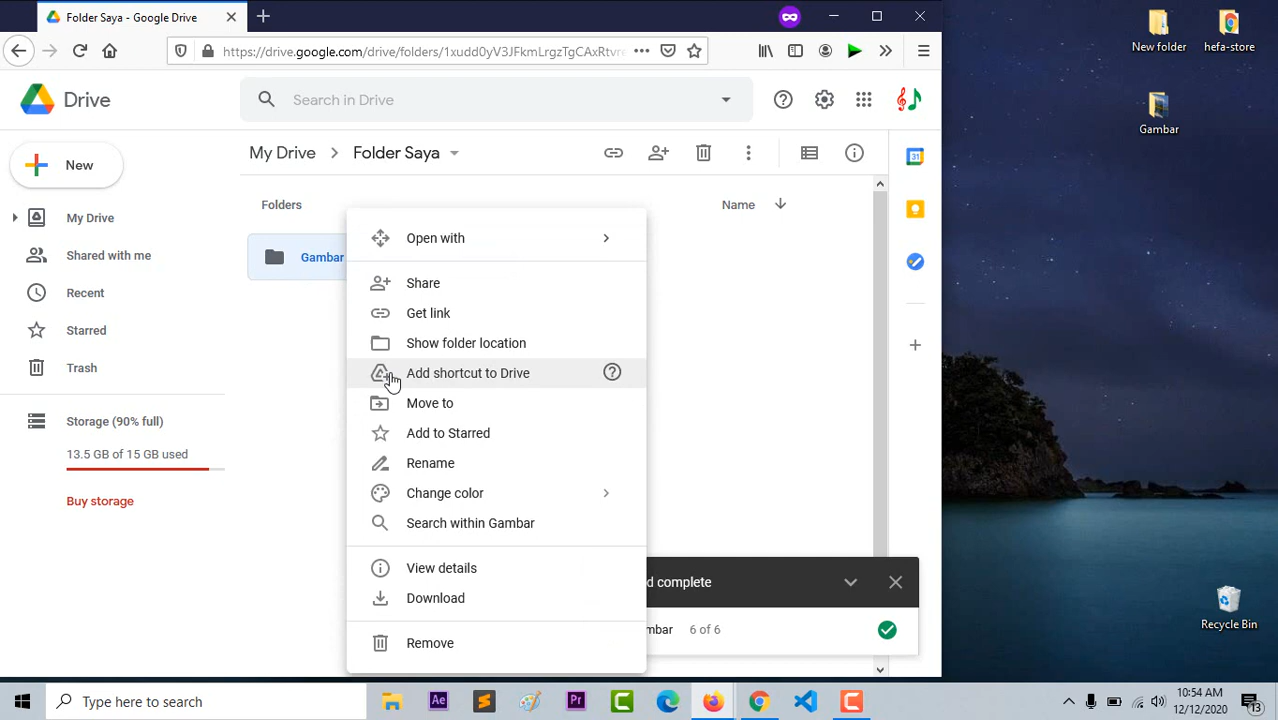 Folder Saya - Google Drive
https://drive.google.com/drive/folders/1xudd0yV3JFkmLrgzTgCAxRtvre
Drive
Search in Drive
New
My Drive
Shared with me
Recent
Starred
Trash
Storage (90% full)
13.5 GB of 15 GB used
Buy storage
My Drive
Folder Saya
Folders
Name
Gambar
Open with
Share
Get link
Show folder location
Add shortcut to Drive
Move to
Add to Starred
Rename
Change color
Search within Gambar
View details
Download
Remove
d complete
mbar 6 of 6
New folder
hefa-store
Gambar
Recycle Bin
Type here to search
Ae
Pr
10:54 AM
12/12/2020
13